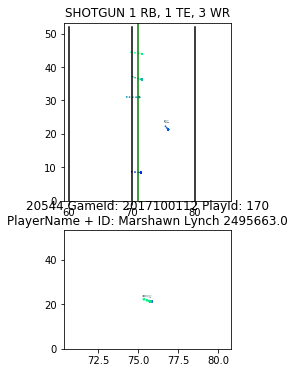 SHOTGUN 1 RB, 1 TE, 3 WR
50
40
30
20
10
0
60 70 80
20544 GameId: 2017100112 PlayId: 170
PlayerName + ID: Marshawn Lynch 2495663.0
40
20
0
72.5 75.0 77.5 80.0